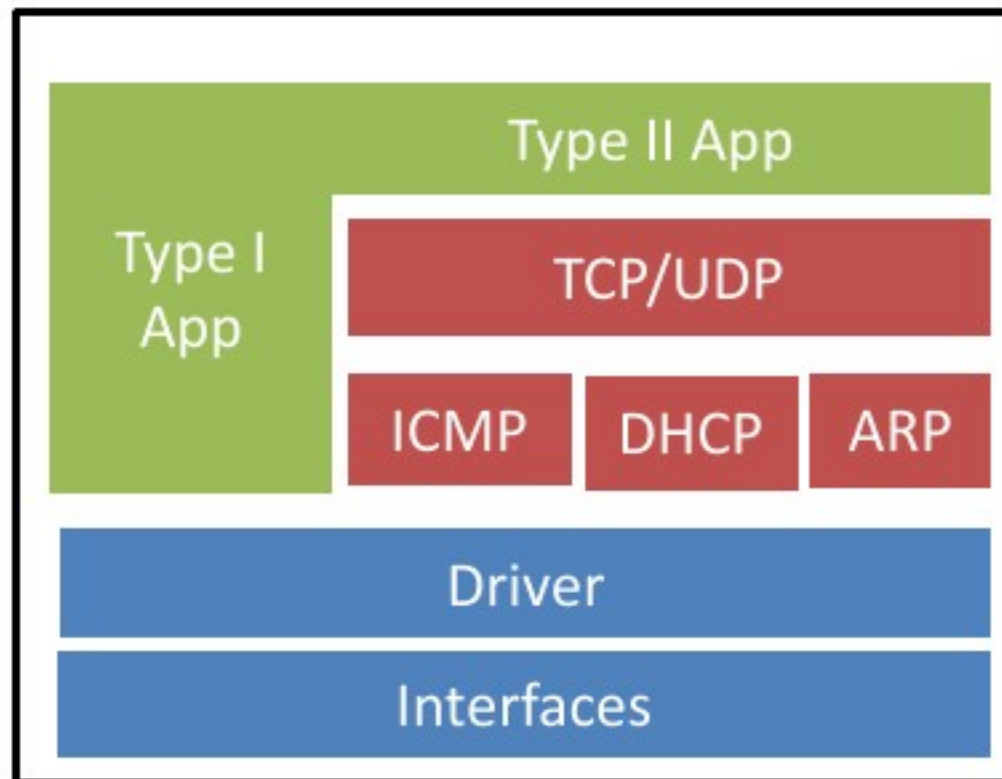 Type II App
Type I
App
TCP/UDP
ICMP
DHCP
ARP
Driver
Interfaces